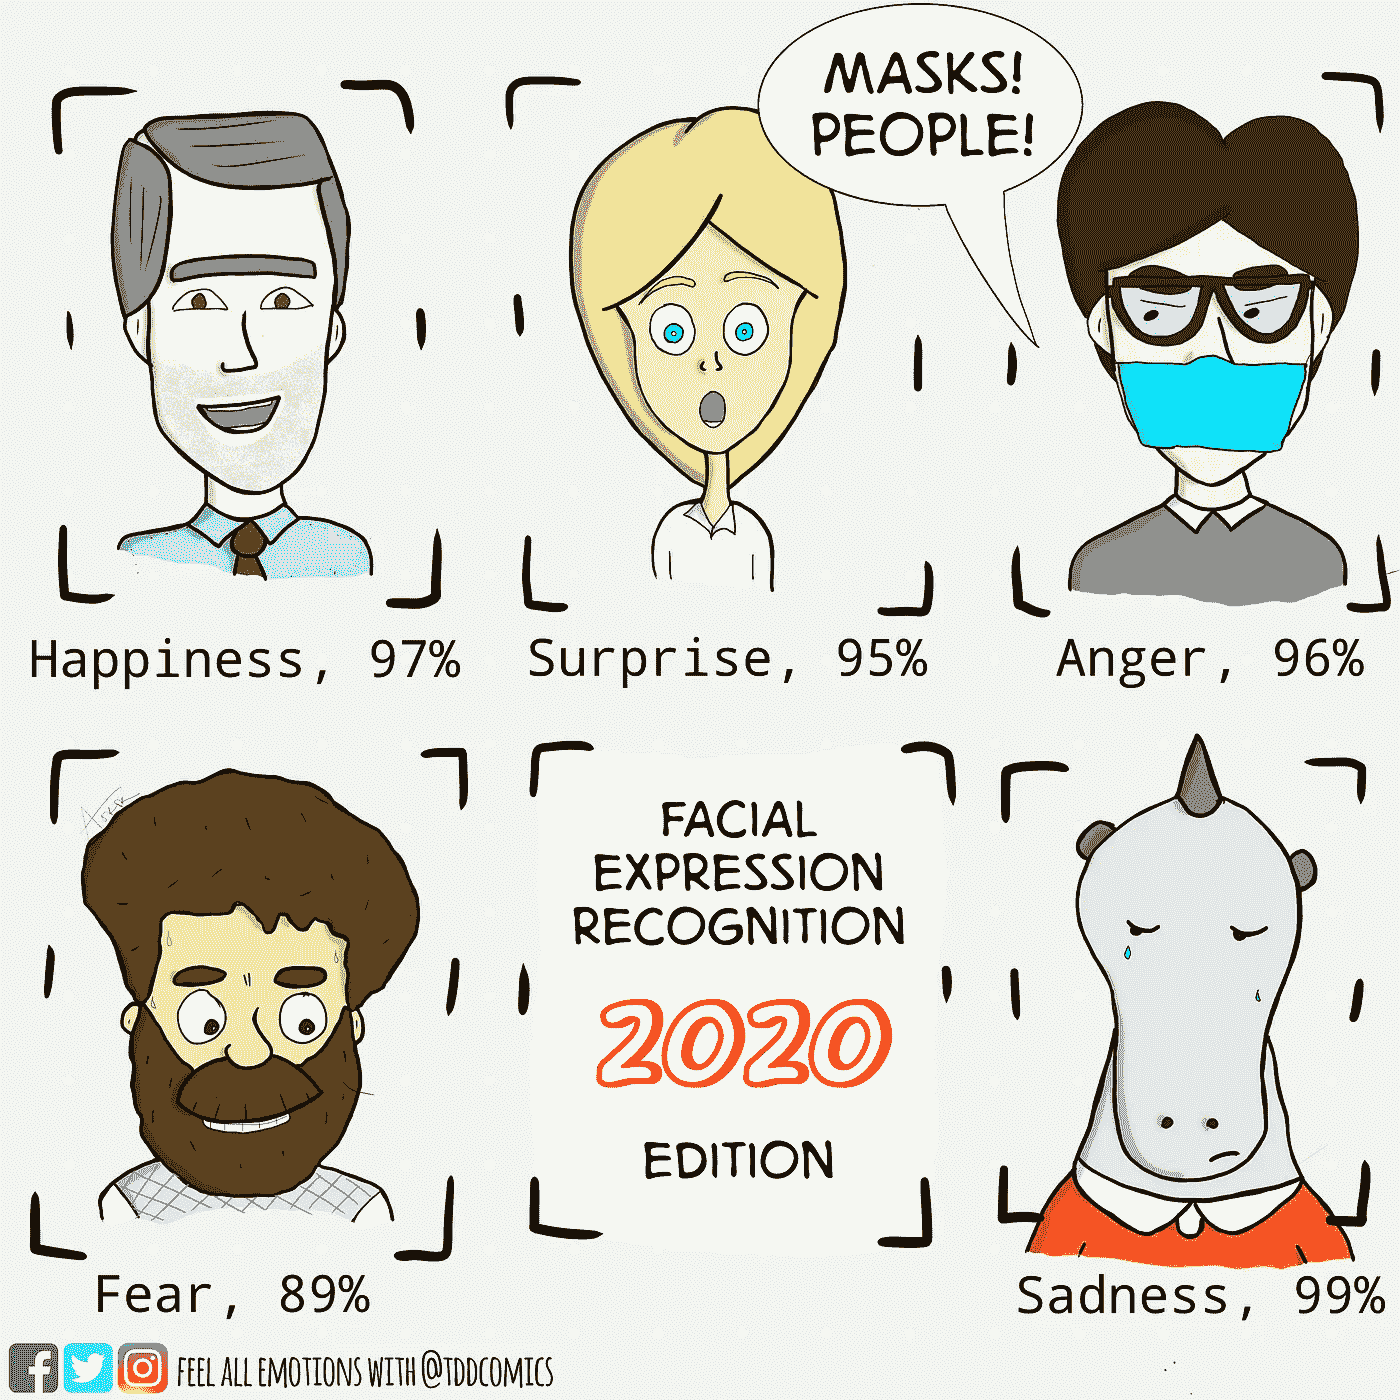 MASKS!
PEOPLE!
Happiness, 97%
Surprise, 95%
Anger, 96%
FACIAL
EXPRESSION
RECOGNITION
2020
EDITION
Fear, 89%
Sadness, 99%
FEEL ALL EMOTIONS WITH @TDDCOMICS